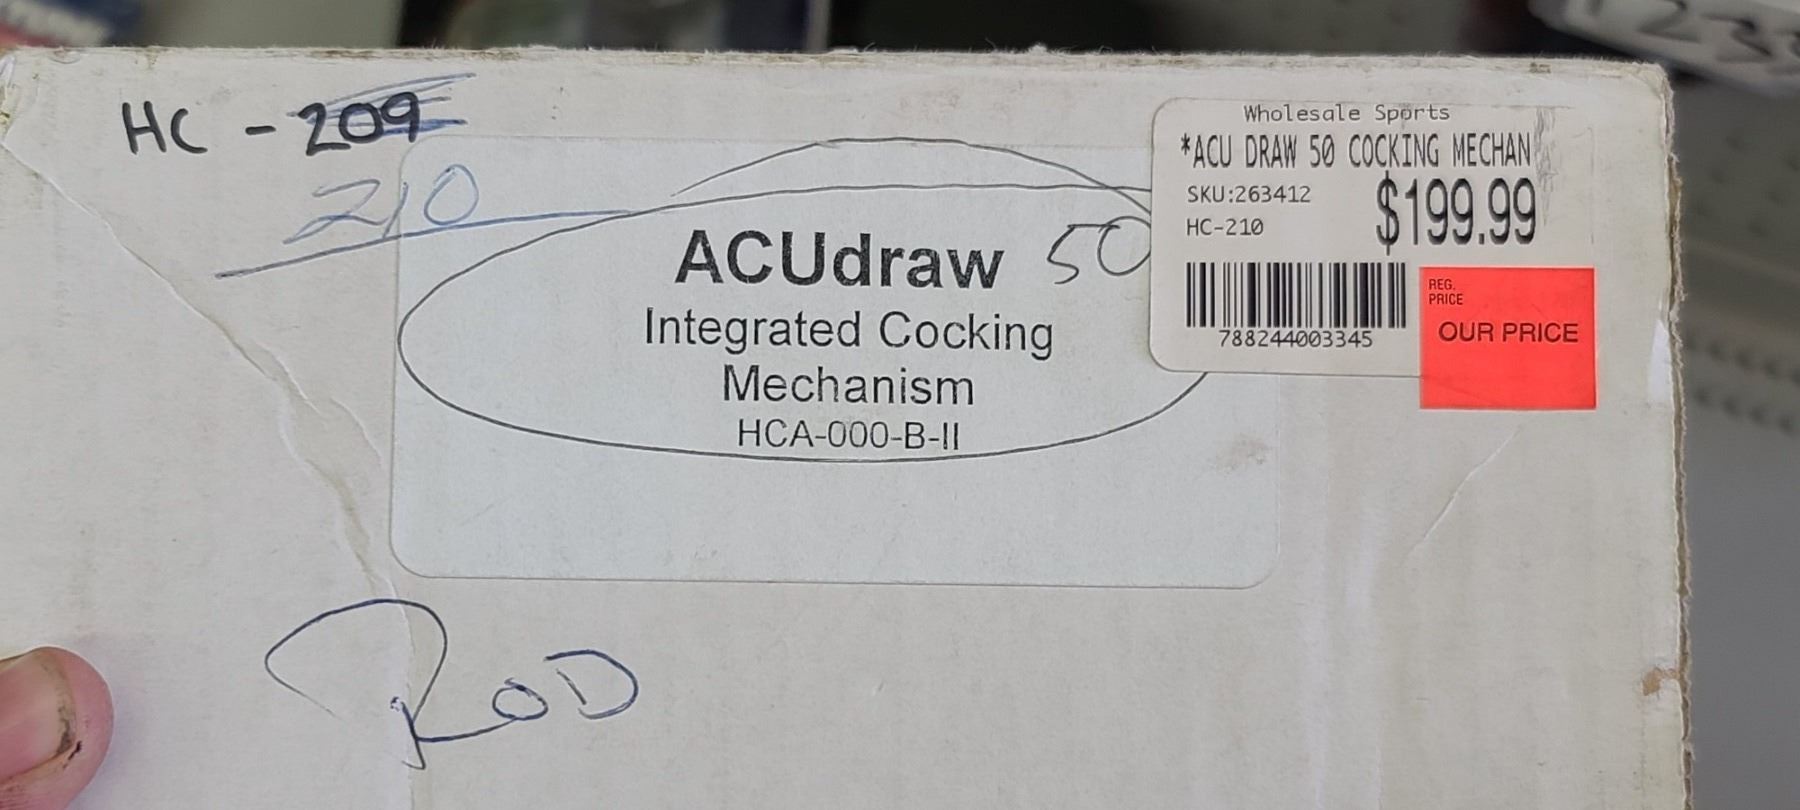 HC - 209
210
ACUdraw 50
Integrated Cocking
Mechanism
HCA-000-B-II
Wholesale Sports
*ACU DRAW 50 COCKING MECHAN
SKU:263412
$199.99
HC-210
788244003345
REG.
PRICE
OUR PRICE
ROD